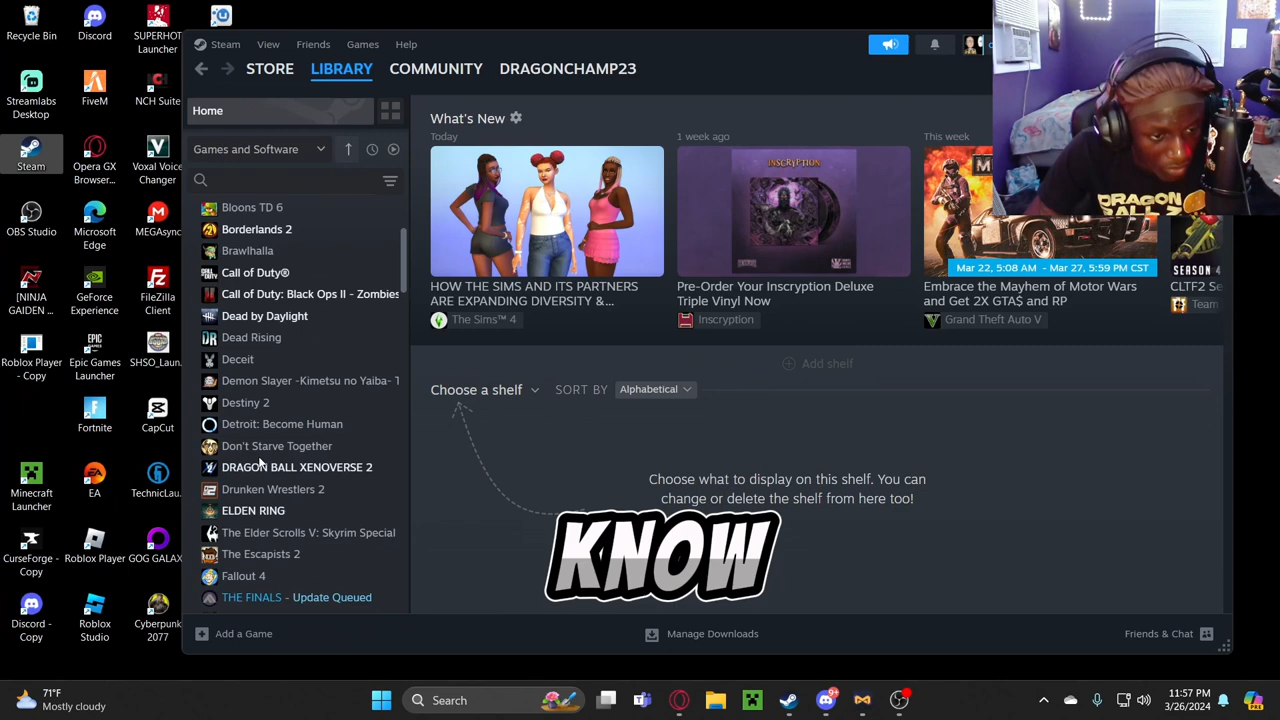 Recycle Bin
Discord
SUPERHOT Launcher
Streamlabs Desktop
FiveM
NCH Suite
Steam
Opera GX Browser...
Voxal Voice Changer
OBS Studio
Microsoft Edge
MEGAsync
[NINJA GAIDEN ...
GeForce Experience
FileZilla Client
Roblox Player - Copy
Epic Games Launcher
SHSO_Laun...
Fortnite
CapCut
Minecraft Launcher
EA
TechnicLau...
CurseForge - Copy
Roblox Player
GOG GALAX
Discord - Copy
Roblox Studio
Cyberpunk 2077
Steam View Friends Games Help
STORE LIBRARY COMMUNITY DRAGONCHAMP23
Home
Games and Software
Bloons TD 6
Borderlands 2
Brawlhalla
Call of Duty®
Call of Duty: Black Ops II - Zombies
Dead by Daylight
Dead Rising
Deceit
Demon Slayer -Kimetsu no Yaiba- T
Destiny 2
Detroit: Become Human
Don't Starve Together
DRAGON BALL XENOVERSE 2
Drunken Wrestlers 2
ELDEN RING
The Elder Scrolls V: Skyrim Special
The Escapists 2
Fallout 4
THE FINALS - Update Queued
What's New
Today
1 week ago
This week
INSCRYPTION
Mar 22, 5:08 AM - Mar 27, 5:59 PM CST
SEASON 4
HOW THE SIMS AND ITS PARTNERS ARE EXPANDING DIVERSITY &...
The Sims™ 4
Pre-Order Your Inscryption Deluxe Triple Vinyl Now
Inscryption
Embrace the Mayhem of Motor Wars and Get 2X GTA$ and RP
Grand Theft Auto V
CLTF2 Se
Team
Add shelf
Choose a shelf
SORT BY Alphabetical
Choose what to display on this shelf. You can
change or delete the shelf from here too!
KNOW
DRAGON
BALL Z
Add a Game
Manage Downloads
Friends & Chat
71°F
Mostly cloudy
Search
11:57 PM
3/26/2024